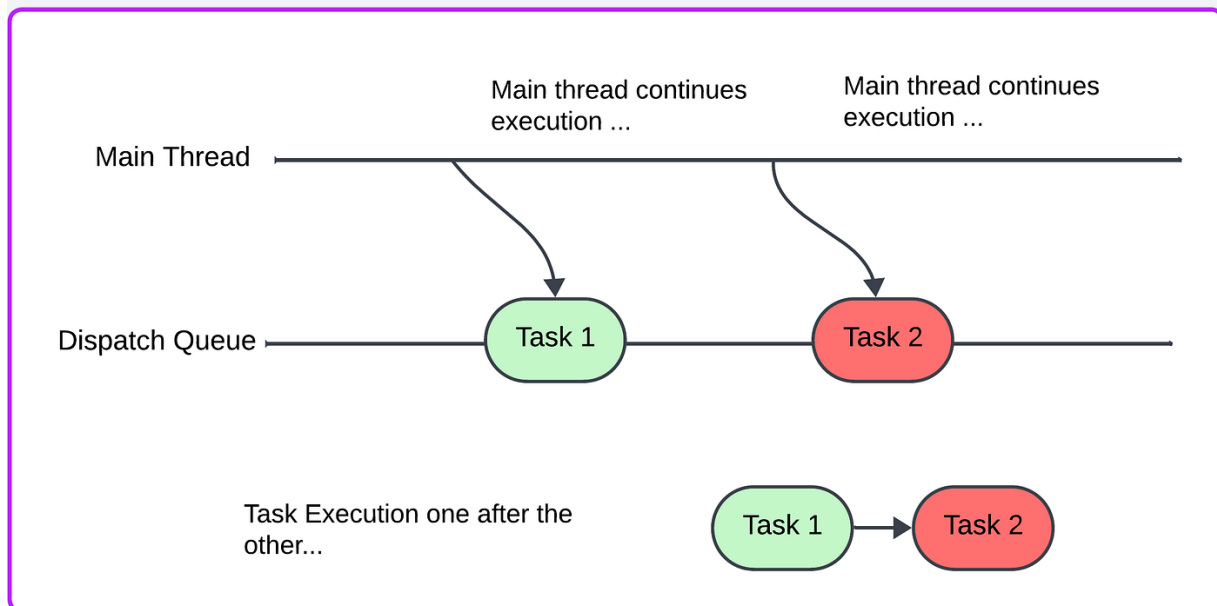 Main thread continues
execution ...
Main thread continues
execution ...
Main Thread
Dispatch Queue
Task 1
Task 2
Task Execution one after the
other...
Task 1
Task 2